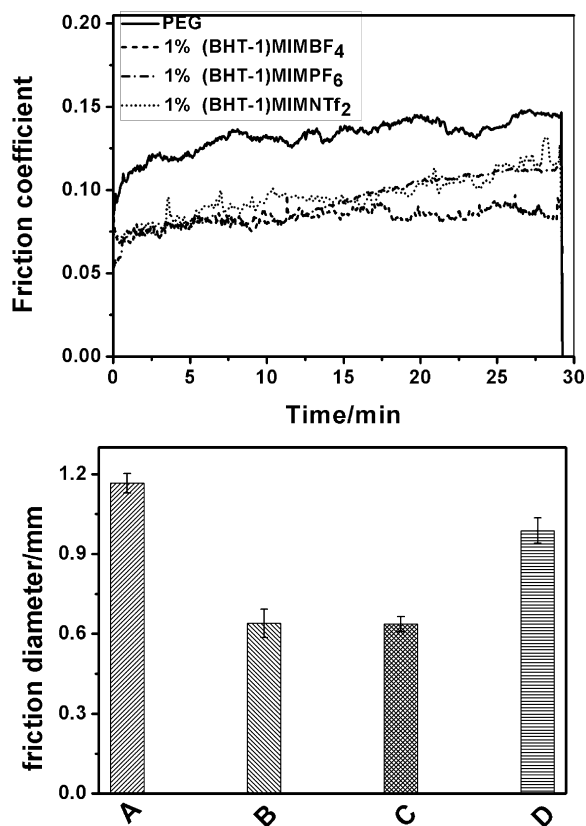 0.20
0.15
0.10
0.05
0.00
Friction coefficient
PEG
1% (BHT-1)MIMBF4
1% (BHT-1)MIMPF6
1% (BHT-1)MIMNTf2
0 5 10 15 20 25 30
Time/min
1.2
0.9
0.6
0.3
0.0
friction diameter/mm
A B C D